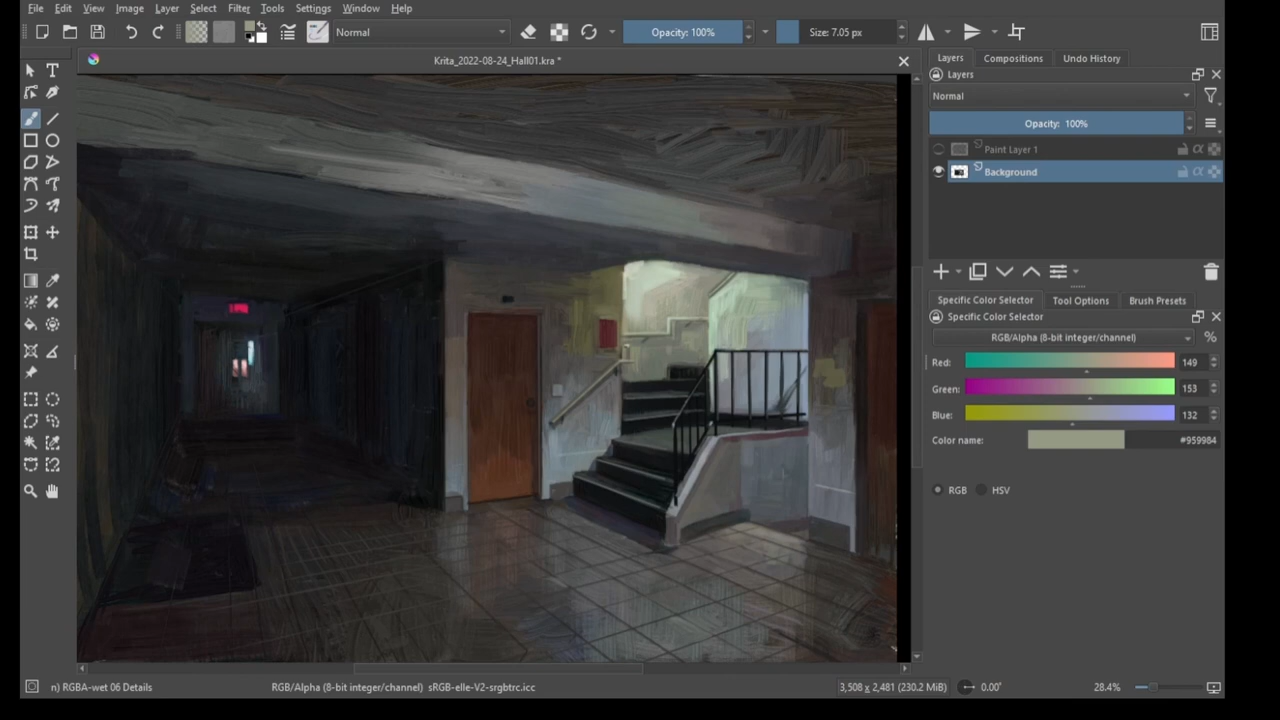 File Edit View Image Layer Select Filter Tools Settings Window Help
Normal Opacity: 100% Size: 7.05 px
Krita_2022-08-24_Hall01.kra *
Layers Compositions Undo History
Layers
Normal
Opacity: 100%
Paint Layer 1
Background
Specific Color Selector Tool Options Brush Presets
Specific Color Selector
RGB/Alpha (8-bit integer/channel) %
Red: 149
Green: 153
Blue: 132
Color name: #959984
RGB HSV
n) RGBA-wet 06 Details RGB/Alpha (8-bit integer/channel) sRGB-elle-V2-srgbtrc.icc 3,508 x 2,481 (230.2 MiB) 0.00° 28.4%